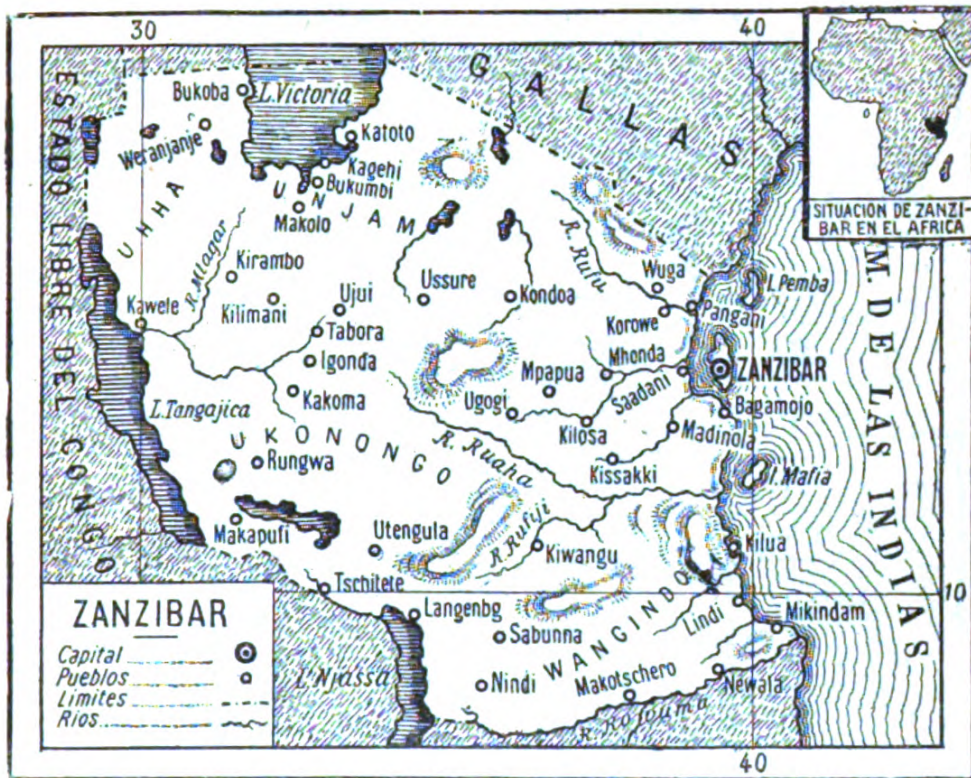 30
40
ESTADO LIBRE DEL CONGO
GALLAS
M. DE LAS INDIAS
SITUACION DE ZANZI-
BAR EN EL AFRICA
Bukoba
L. Victoria
Weranjanje
Katoto
Kagehi
Bukumbi
UNJAM
Makolo
UHHA
R. Mlagar
Kirambo
Kilimani
Kawele
Ujui
Tabora
Igonda
Kakoma
Ussure
Kondoa
R. Rufu
Wuga
I. Pemba
Pangani
Korowe
Mhonda
Saadani
ZANZIBAR
Mpapua
Ugogi
Kilosa
Bagamojo
Madinola
Kissakki
I. Mafia
L. Tangajica
UKONONGO
Rungwa
R. Ruaha
R. Rufiji
Makapufi
Utengula
Kiwangu
Kilua
Tschitete
Langenbg
10
Lindi
Mikindam
Sabunna
WANGINDO
Nindi
Makotschero
Newala
L. Njassa
R. Rofouma
40
ZANZIBAR
Capital
Pueblos
Limites
Rios